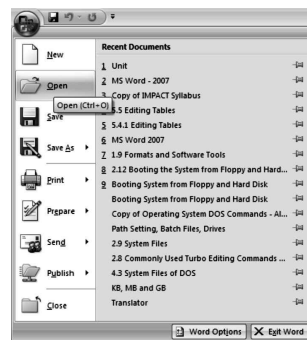 New
Open
Open (Ctrl+O)
Save
Save As
Print
Prepare
Send
Publish
Close
Recent Documents
1 Unit
2 MS Word - 2007
3 Copy of IMPACT Syllabus
5.5 Editing Tables
5 5.4.1 Editing Tables
6 MS Word 2007
7 1.9 Formats and Software Tools
8 2.12 Booting the System from Floppy and Hard...
9 Booting System from Floppy and Hard Disk
Booting System from Floppy and Hard Disk
Copy of Operating System DOS Commands - Al...
Path Setting, Batch Files, Drives
2.9 System Files
2.8 Commonly Used Turbo Editing Commands ...
4.3 System Files of DOS
KB, MB and GB
Translator
Word Options
Exit Word